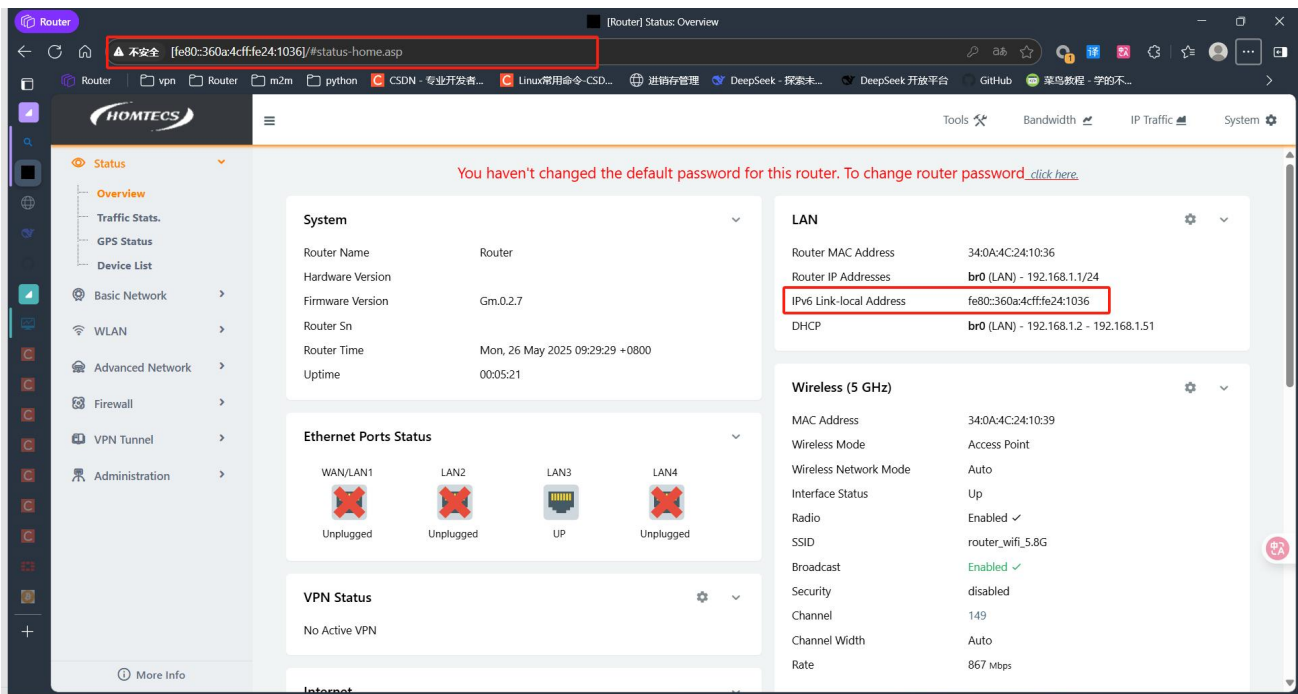 Router
[Router] Status: Overview
不安全 [fe80::360a:4cff:fe24:1036]/#status-home.asp
Router vpn Router m2m python CSDN - 专业开发者... Linux常用命令-CSD... 进销存管理 DeepSeek - 探索未... DeepSeek 开放平台 GitHub 菜鸟教程 - 学的不...
HOMTECS
Tools Bandwidth IP Traffic System
Status
Overview
Traffic Stats.
GPS Status
Device List
Basic Network
WLAN
Advanced Network
Firewall
VPN Tunnel
Administration
More Info
You haven't changed the default password for this router. To change router password click here.
System
Router Name Router
Hardware Version
Firmware Version Gm.0.2.7
Router Sn
Router Time Mon, 26 May 2025 09:29:29 +0800
Uptime 00:05:21
Ethernet Ports Status
WAN/LAN1 LAN2 LAN3 LAN4
Unplugged Unplugged UP Unplugged
VPN Status
No Active VPN
Internet
LAN
Router MAC Address 34:0A:4C:24:10:36
Router IP Addresses br0 (LAN) - 192.168.1.1/24
IPv6 Link-local Address fe80::360a:4cff:fe24:1036
DHCP br0 (LAN) - 192.168.1.2 - 192.168.1.51
Wireless (5 GHz)
MAC Address 34:0A:4C:24:10:39
Wireless Mode Access Point
Wireless Network Mode Auto
Interface Status Up
Radio Enabled ✓
SSID router_wifi_5.8G
Broadcast Enabled ✓
Security disabled
Channel 149
Channel Width Auto
Rate 867 Mbps